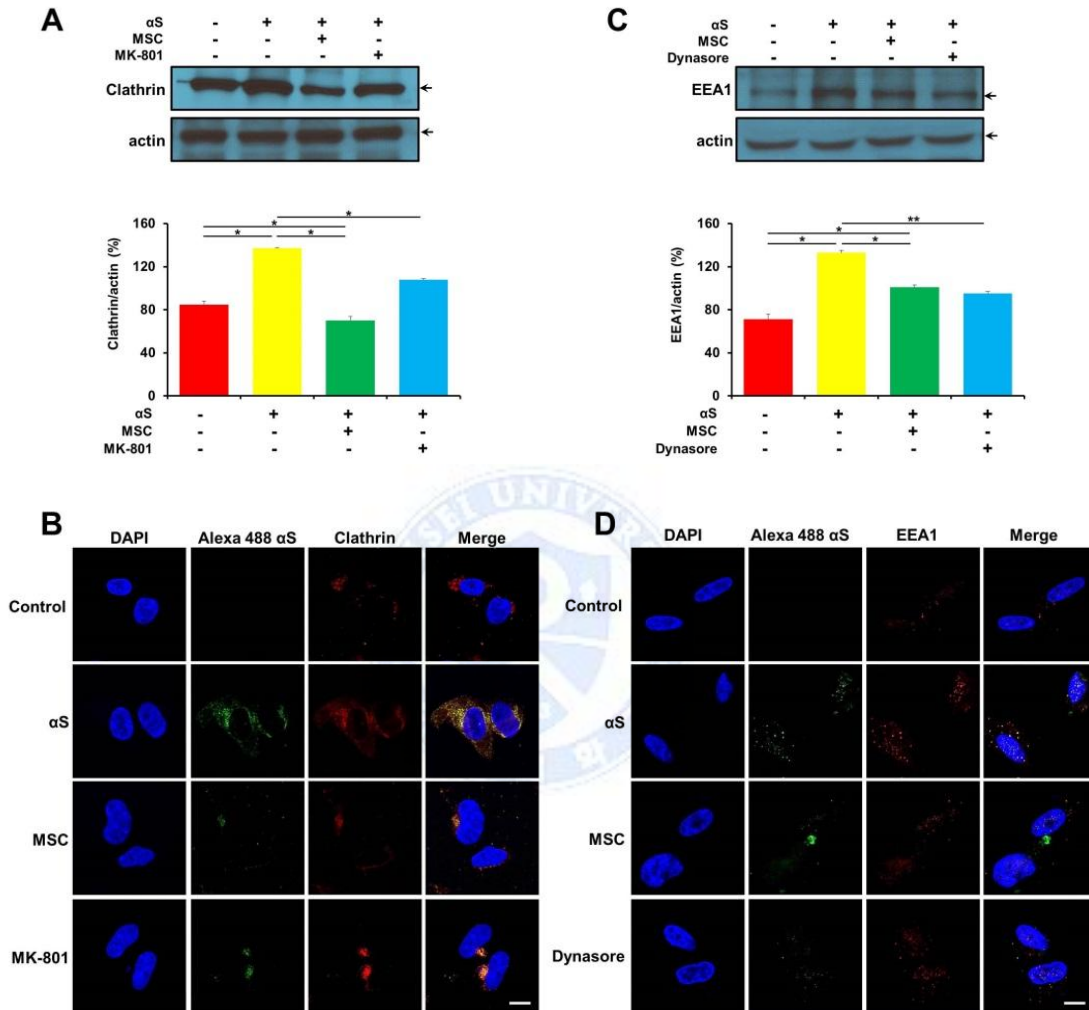 A
αS - + + +
MSC - - + -
MK-801 - - - +
Clathrin
actin
Clathrin/actin (%)
160
120
80
40
0
* * * *
αS - + + +
MSC - - + -
MK-801 - - - +
C
αS - + + +
MSC - - + -
Dynasore - - - +
EEA1
actin
EEA1/actin (%)
160
120
80
40
0
** * * *
αS - + + +
MSC - - + -
Dynasore - - - +
B
DAPI Alexa 488 αS Clathrin Merge
Control
αS
MSC
MK-801
D
DAPI Alexa 488 αS EEA1 Merge
Control
αS
MSC
Dynasore
SEI UNIVER